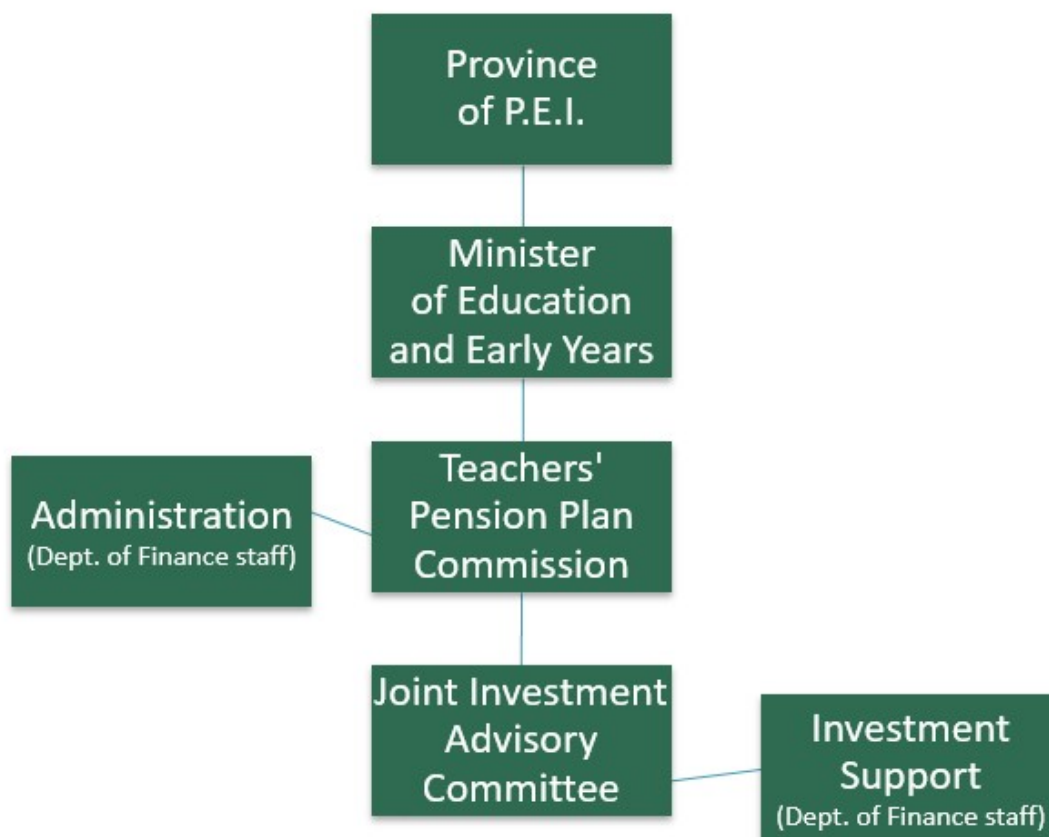 Province
of P.E.I.
Minister
of Education
and Early Years
Teachers'
Pension Plan
Commission
Administration
(Dept. of Finance staff)
Joint Investment
Advisory
Committee
Investment
Support
(Dept. of Finance staff)